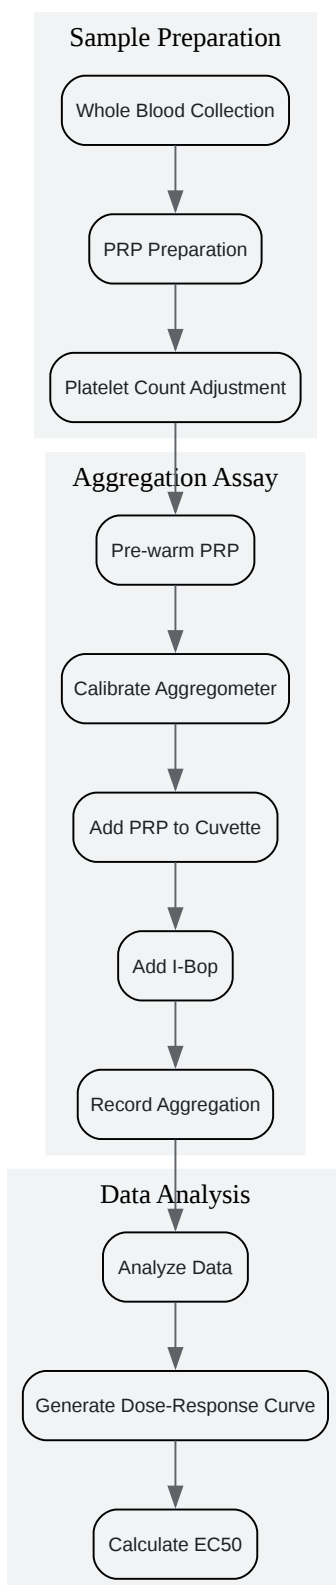 Sample Preparation
Whole Blood Collection
PRP Preparation
Platelet Count Adjustment
Aggregation Assay
Pre-warm PRP
Calibrate Aggregometer
Add PRP to Cuvette
Add I-Bop
Record Aggregation
Data Analysis
Analyze Data
Generate Dose-Response Curve
Calculate EC50